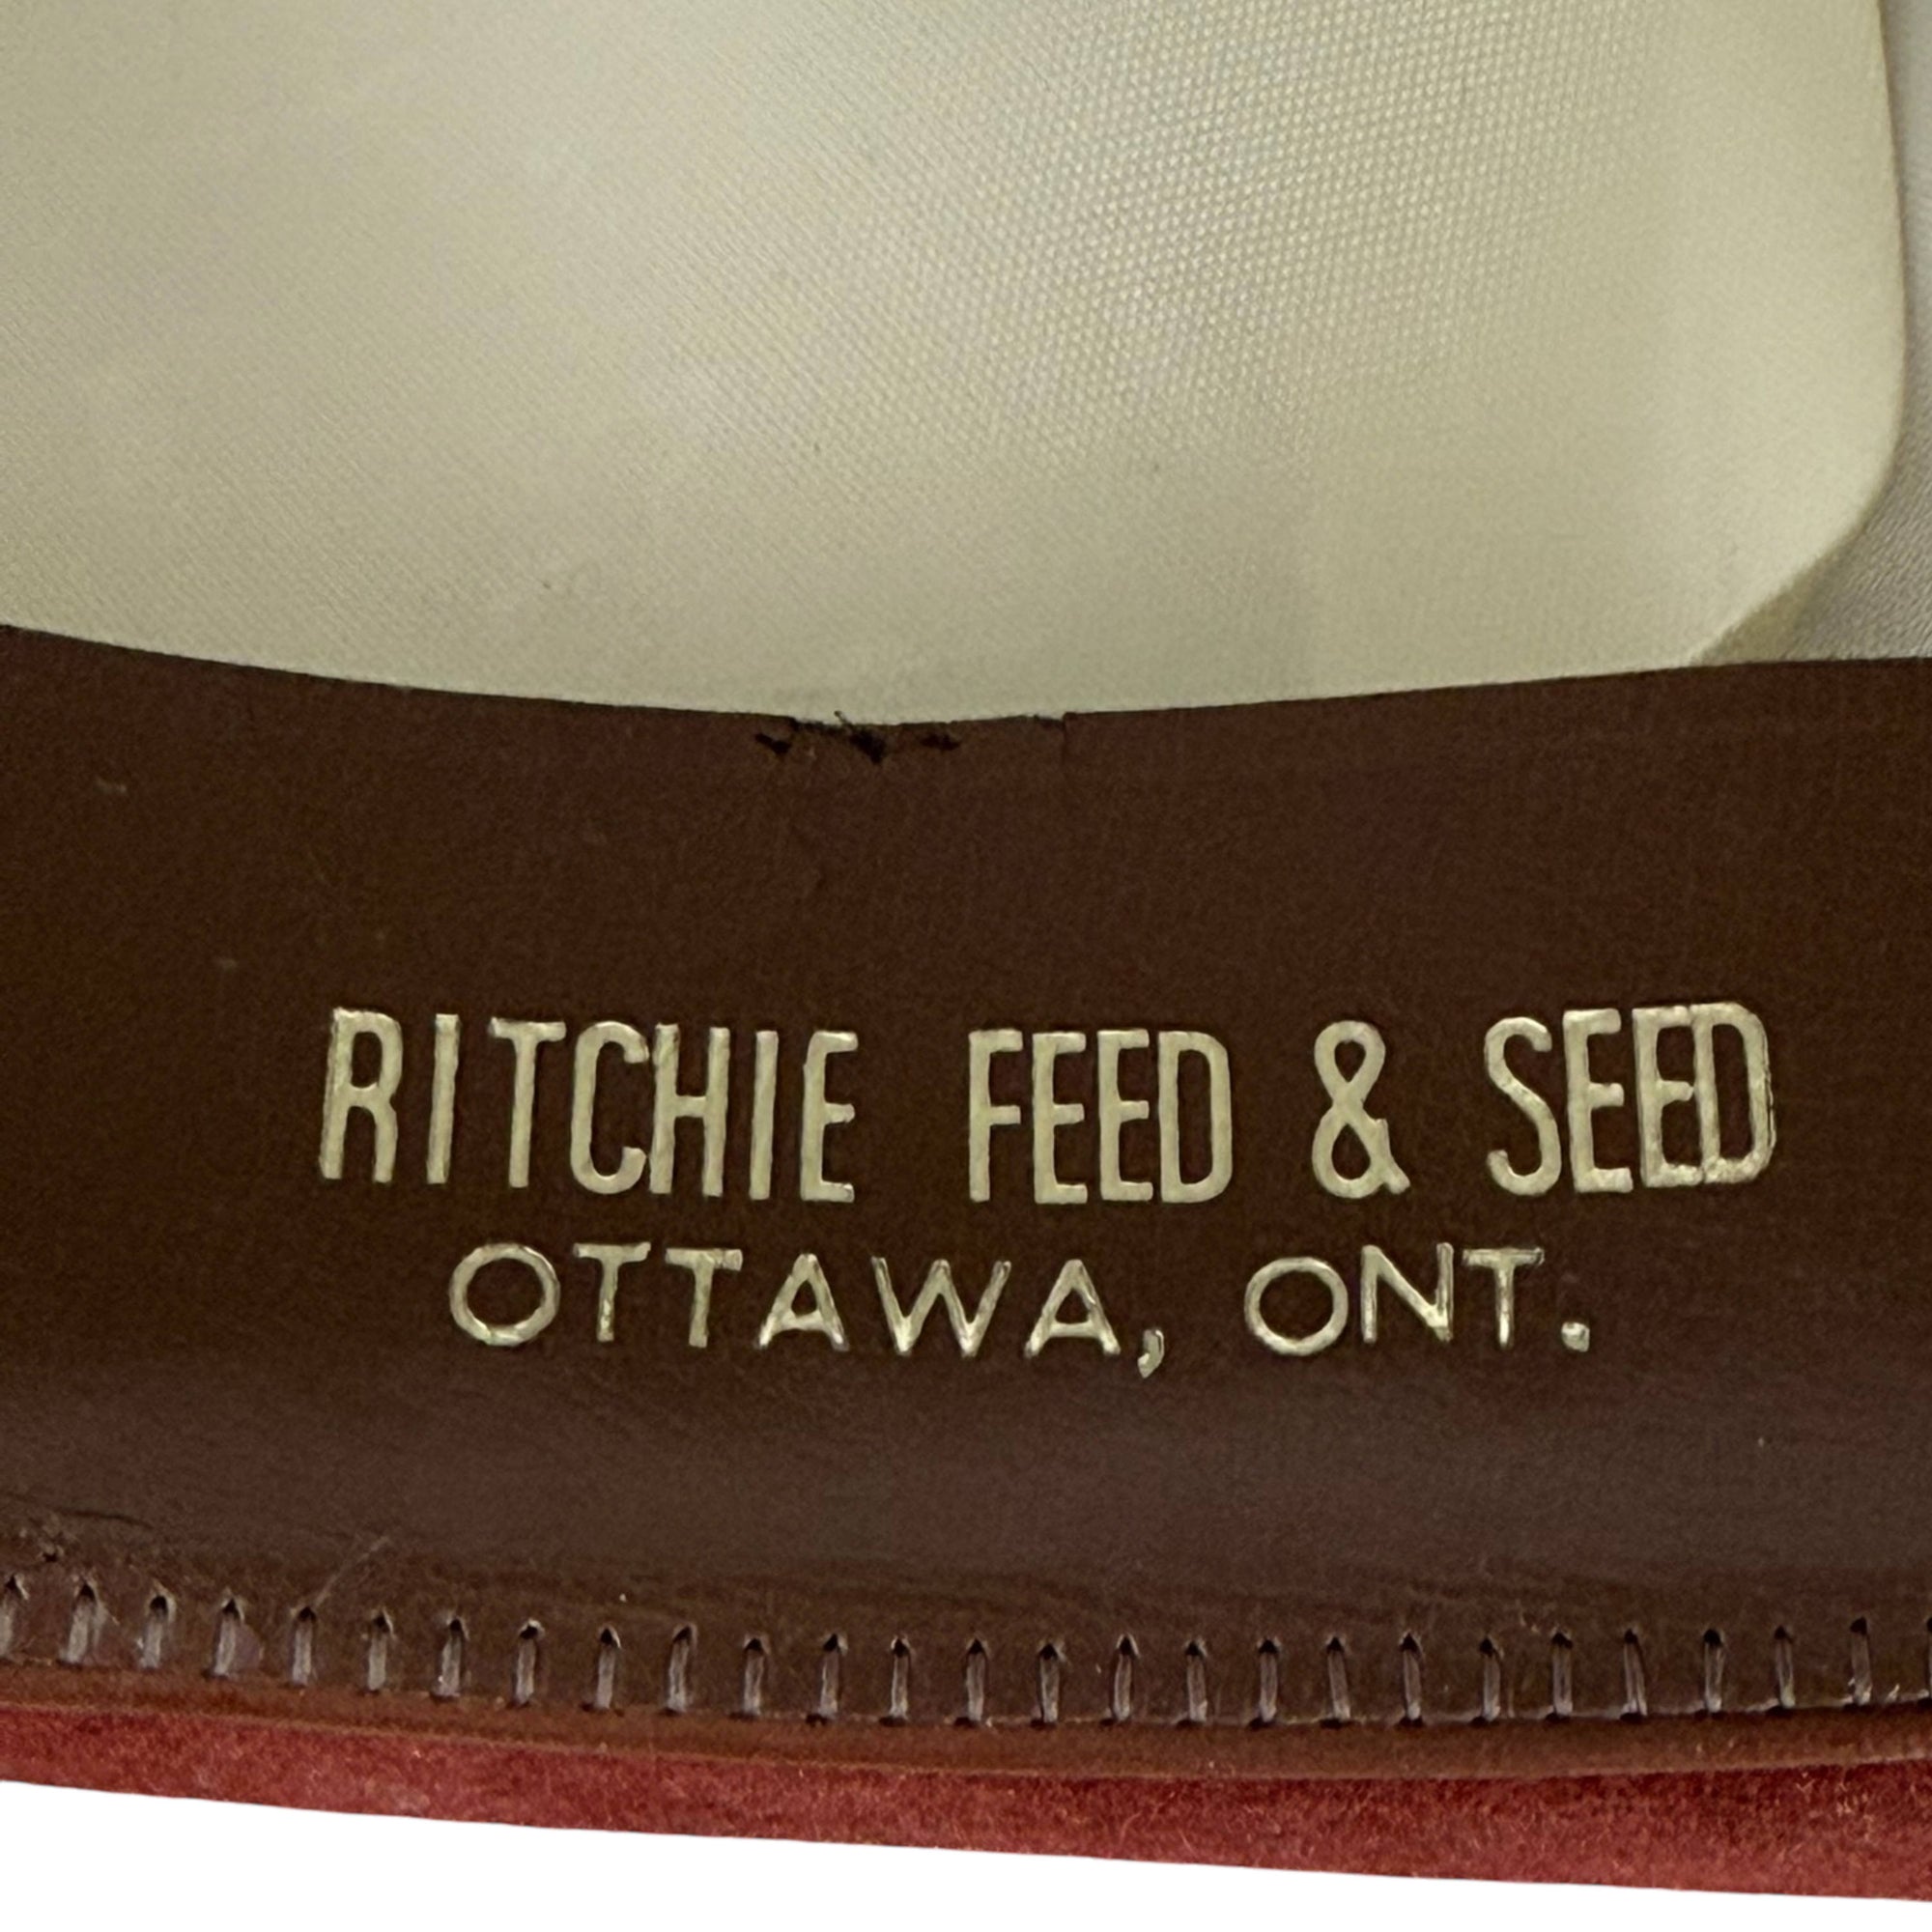 RITCHIE FEED & SEED
OTTAWA, ONT.